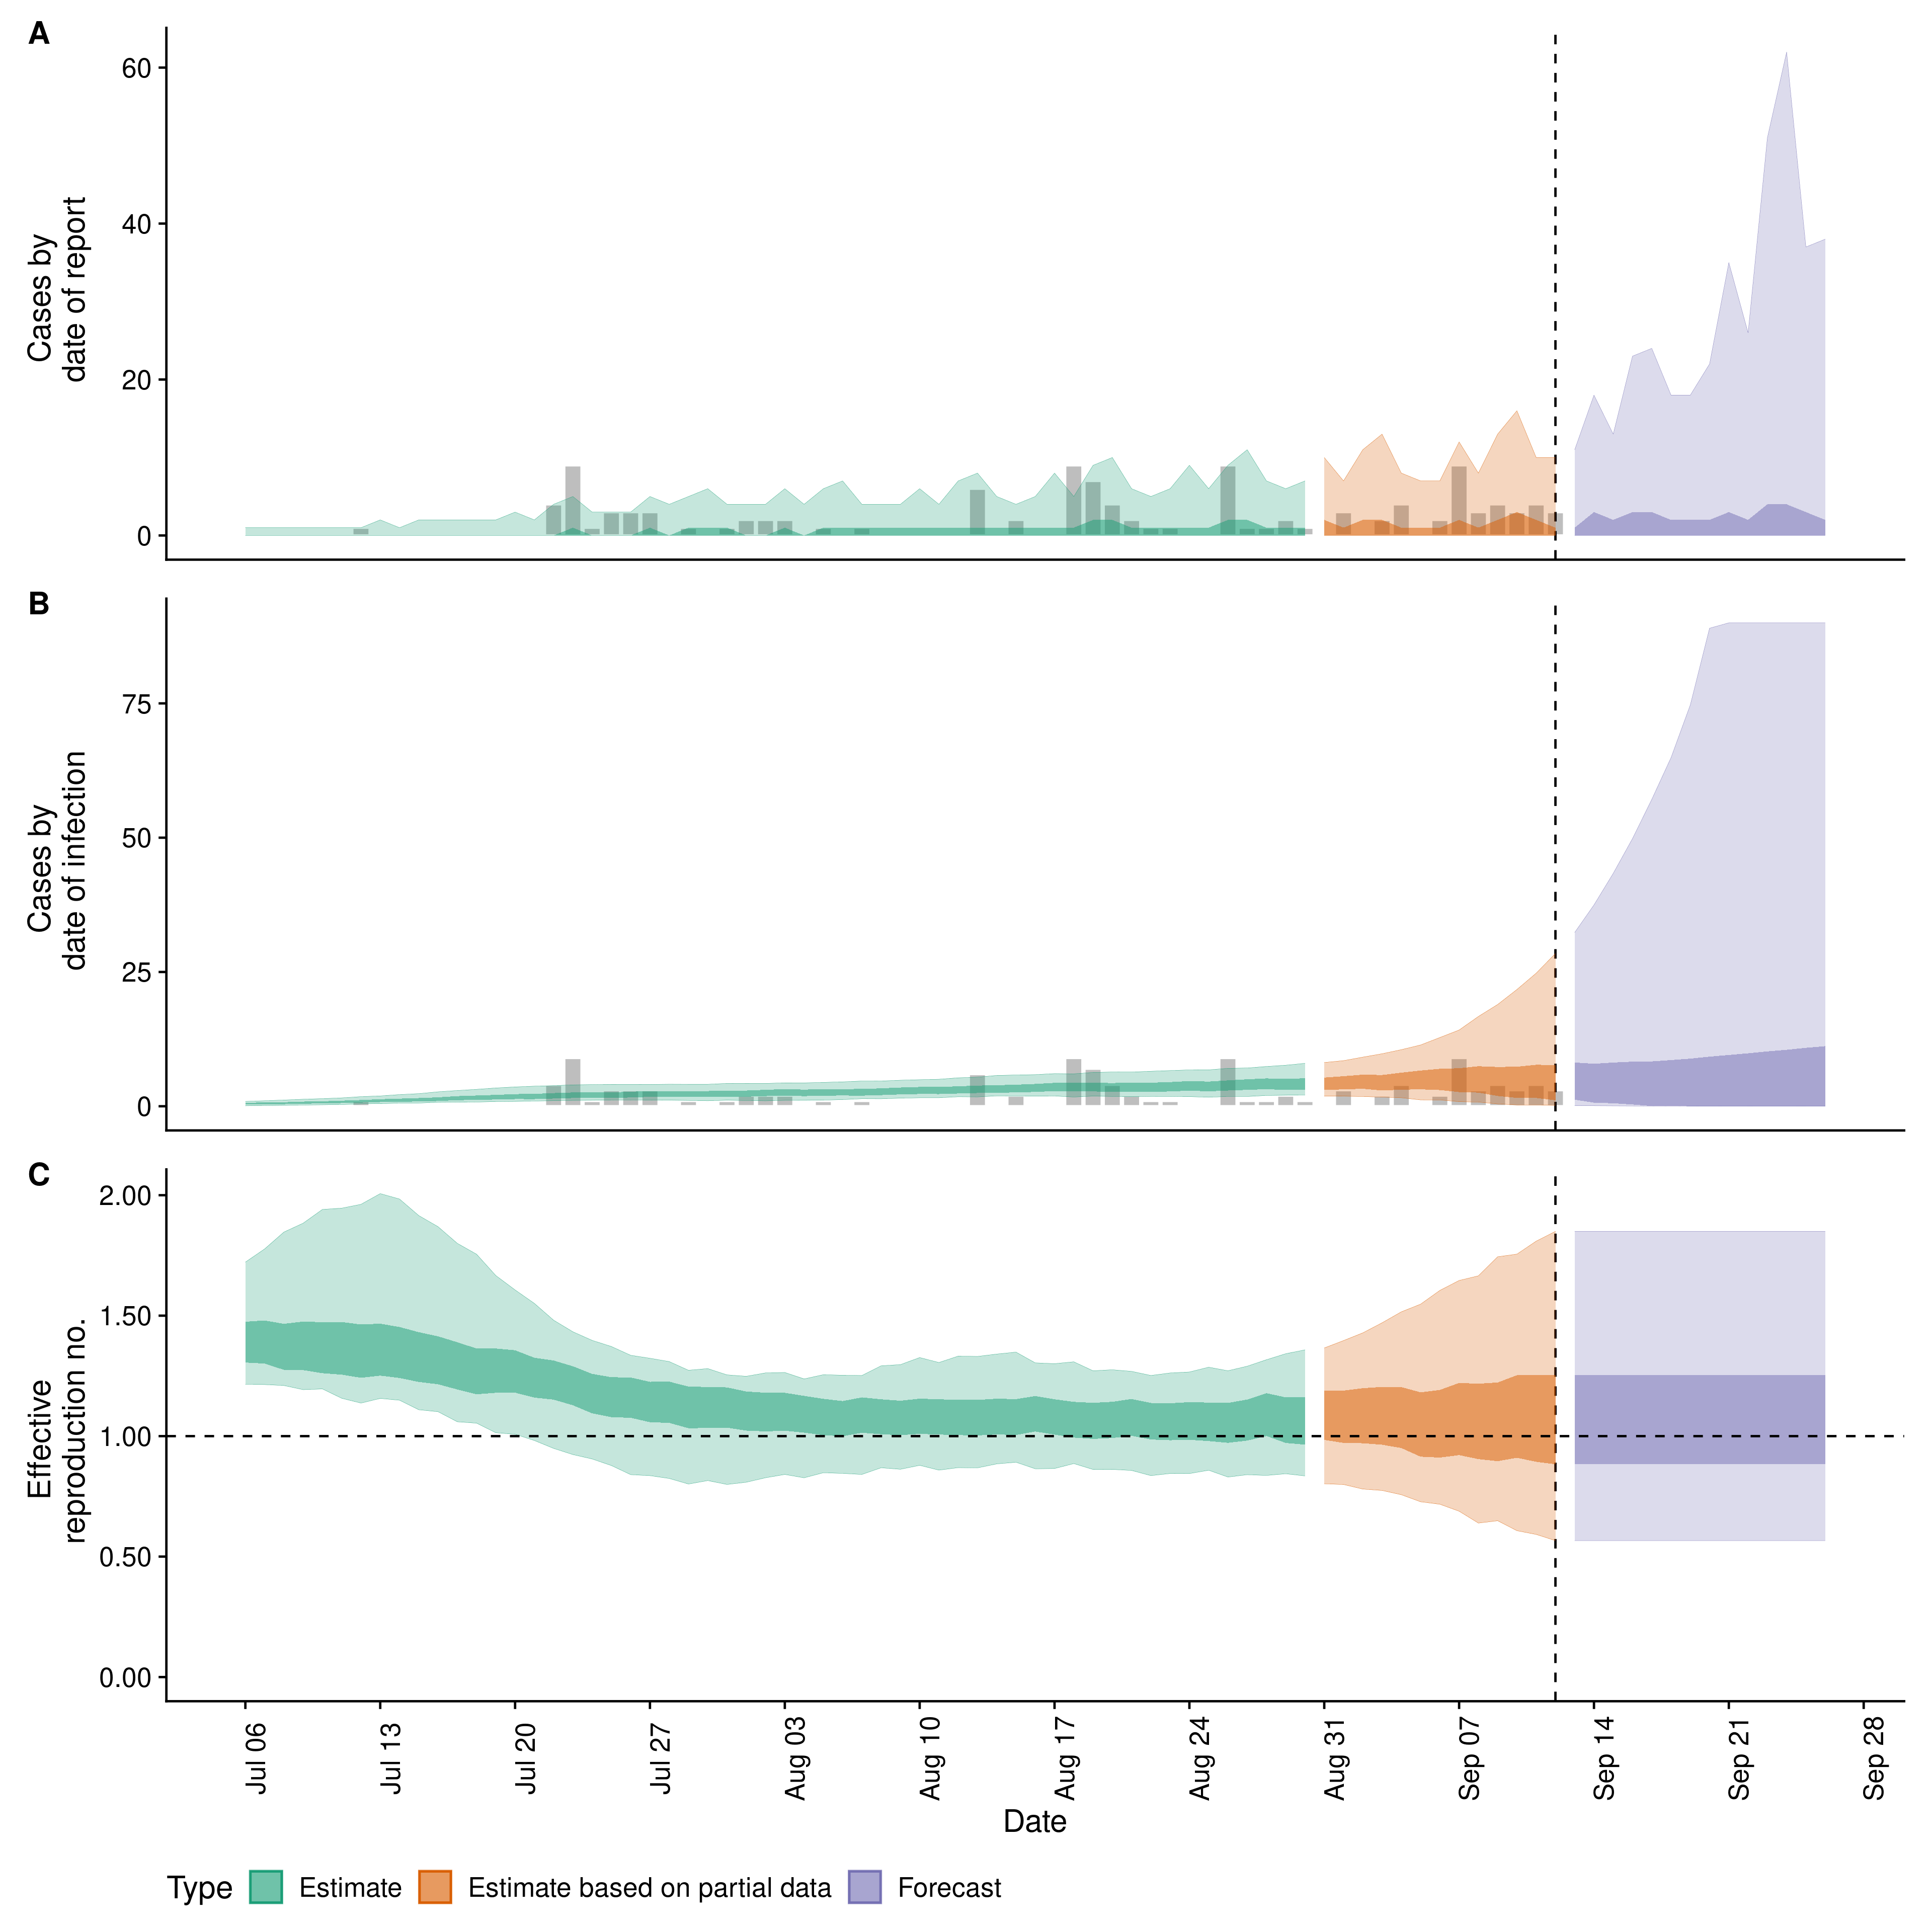 A
60
40
20
0
Cases by
date of report
B
75
50
25
0
Cases by
date of infection
C
2.00
1.50
1.00
0.50
0.00
Effective
reproduction no.
Jul 06
Jul 13
Jul 20
Jul 27
Aug 03
Aug 10
Aug 17
Aug 24
Aug 31
Sep 07
Sep 14
Sep 21
Sep 28
Date
Type Estimate Estimate based on partial data Forecast